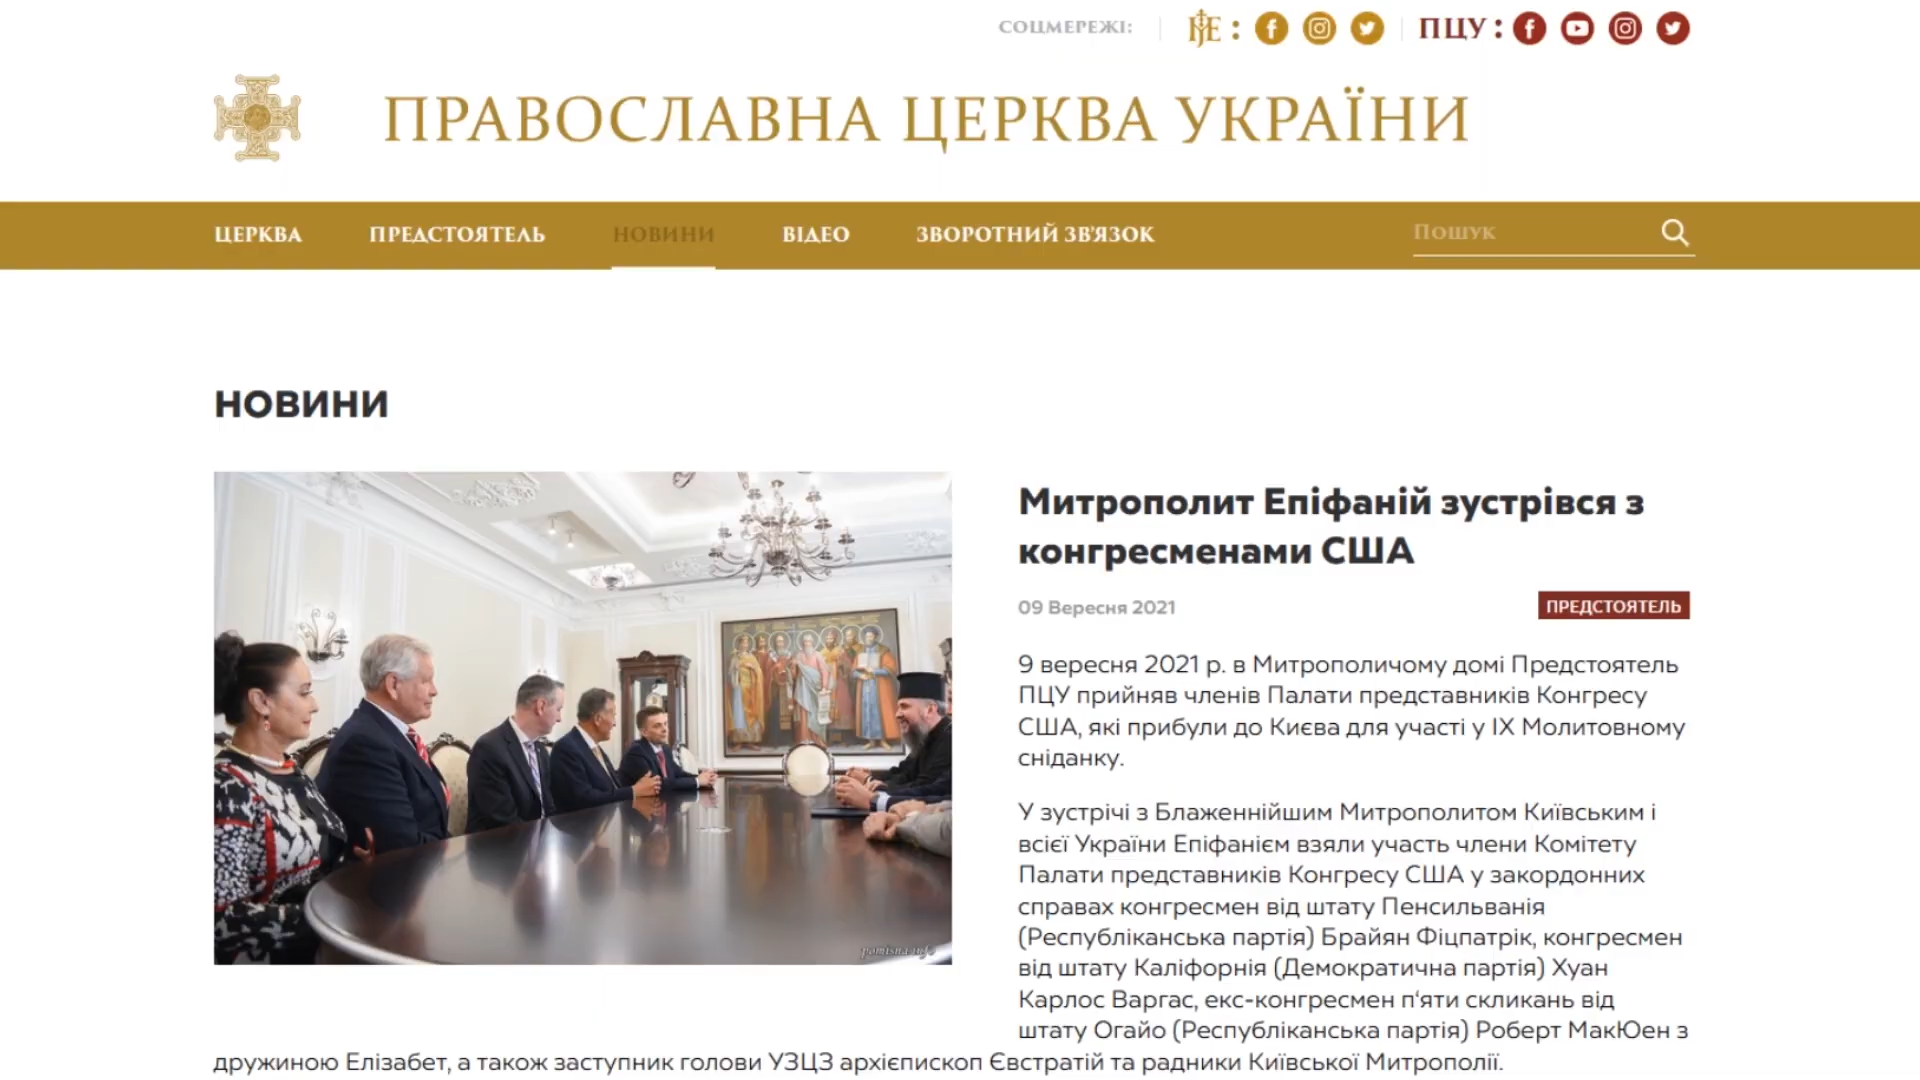 СОЦМЕРЕЖІ:
ПЦУ :
ПРАВОСЛАВНА ЦЕРКВА УКРАЇНИ
ЦЕРКВА ПРЕДСТОЯТЕЛЬ НОВИНИ ВІДЕО ЗВОРОТНИЙ ЗВ'ЯЗОК Пошук
НОВИНИ
Митрополит Епіфаній зустрівся з
конгресменами США
09 Вересня 2021 ПРЕДСТОЯТЕЛЬ
9 вересня 2021 р. в Митрополичому домі Предстоятель
ПЦУ прийняв членів Палати представників Конгресу
США, які прибули до Києва для участі у ІХ Молитовному
сніданку.
У зустрічі з Блаженнійшим Митрополитом Київським і
всієї України Епіфанієм взяли участь члени Комітету
Палати представників Конгресу США у закордонних
справах конгресмен від штату Пенсильванія
(Республіканська партія) Брайян Фіцпатрік, конгресмен
від штату Каліфорнія (Демократична партія) Хуан
Карлос Варгас, екс-конгресмен п'яти скликань від
штату Огайо (Республіканська партія) Роберт МакЮен з
дружиною Елізабет, а також заступник голови УЗЦЗ архієпископ Євстратій та радники Київської Митрополії.
pomisna.info